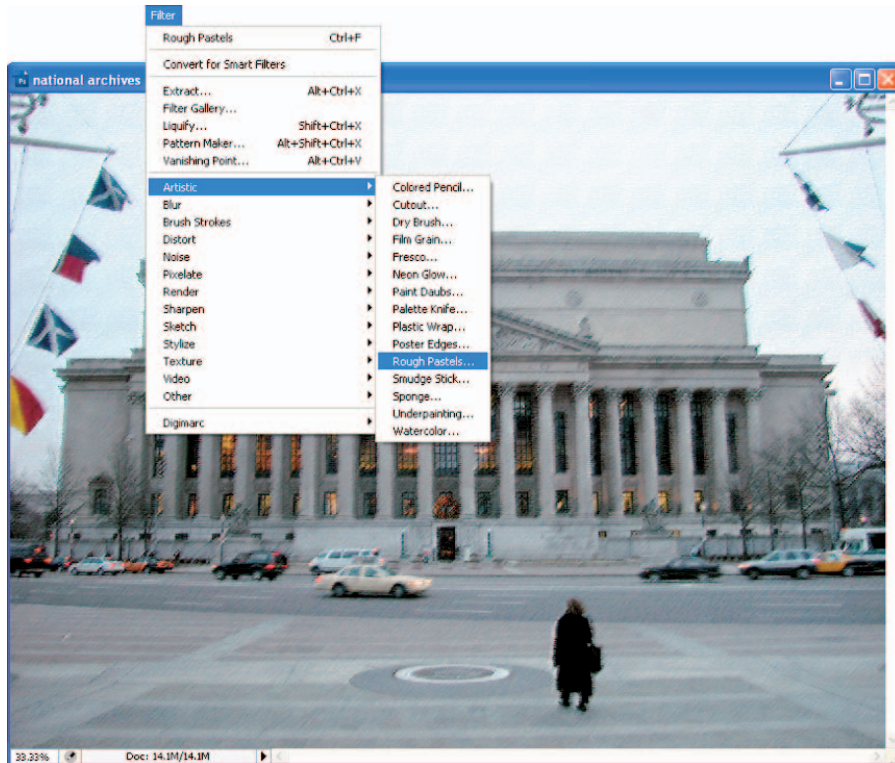 Filter
Rough Pastels Ctrl+F
Convert for Smart Filters
Extract... Alt+Ctrl+X
Filter Gallery...
Liquify... Shift+Ctrl+X
Pattern Maker... Alt+Shift+Ctrl+X
Vanishing Point... Alt+Ctrl+V
Artistic
Blur
Brush Strokes
Distort
Noise
Pixelate
Render
Sharpen
Sketch
Stylize
Texture
Video
Other
Digimarc
Ps national archives
Colored Pencil...
Cutout...
Dry Brush...
Film Grain...
Fresco...
Neon Glow...
Paint Daubs...
Palette Knife...
Plastic Wrap...
Poster Edges...
Rough Pastels...
Smudge Stick...
Sponge...
Underpainting...
Watercolor...
33.33% Doc: 14.1M/14.1M